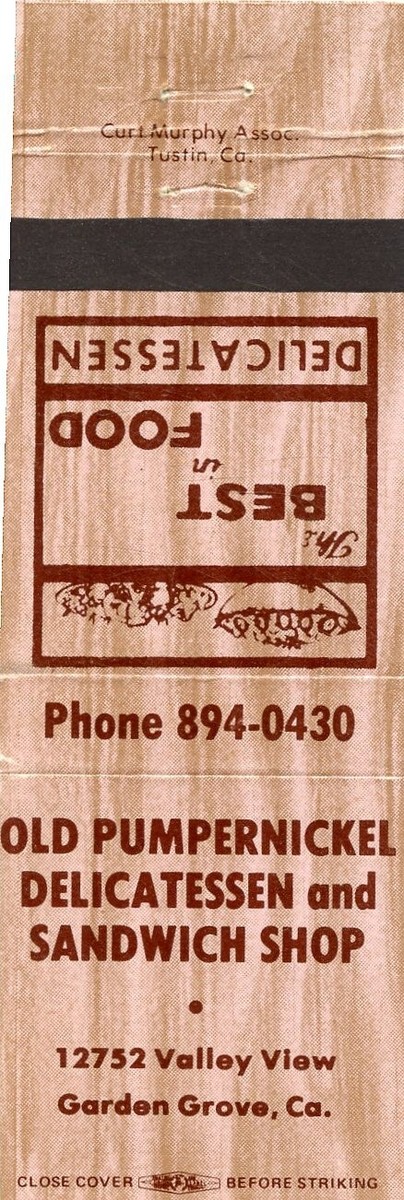 Curt Murphy Assoc.
Tustin, Ca.
The
BEST
in
FOOD
DELICATESSEN
Phone 894-0430
OLD PUMPERNICKEL
DELICATESSEN and
SANDWICH SHOP
•
12752 Valley View
Garden Grove, Ca.
CLOSE COVER BEFORE STRIKING